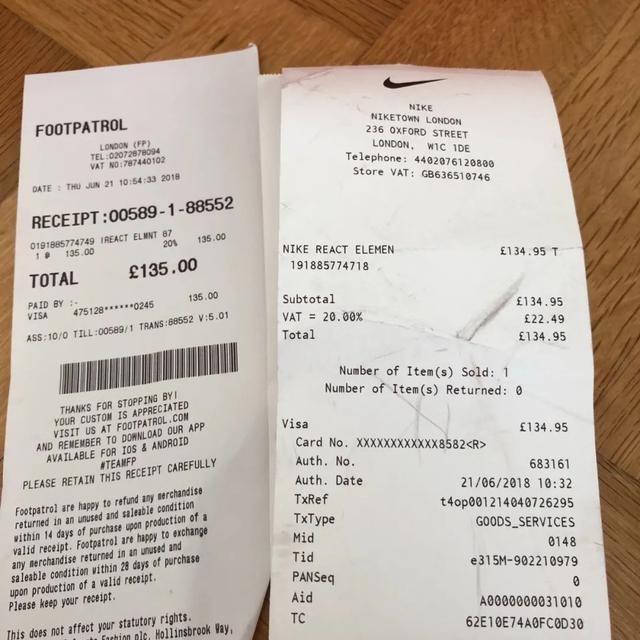 FOOTPATROL
LONDON (FP)
TEL:02072878094
VAT NO:787440102
DATE : THU JUN 21 10:54:33 2018
RECEIPT:00589-1-88552
0191885774749 IREACT ELMNT 87 135.00
1 @ 135.00 20%
TOTAL £135.00
PAID BY :-
VISA 475128******0245 135.00
ASS:10/0 TILL:00589/1 TRANS:88552 V:5.01
THANKS FOR STOPPING BY!
YOUR CUSTOM IS APPRECIATED
VISIT US AT FOOTPATROL.COM
AND REMEMBER TO DOWNLOAD OUR APP
AVAILABLE FOR IOS & ANDROID
#TEAMFP
PLEASE RETAIN THIS RECEIPT CAREFULLY
Footpatrol are happy to refund any merchandise
returned in an unused and saleable condition
within 14 days of purchase upon production of a
valid receipt. Footpatrol are happy to exchange
any merchandise returned in an unused and
saleable condition within 28 days of purchase
upon production of a valid receipt.
Please keep your receipt.
This does not affect your statutory rights.
Fashion plc, Hollinsbrook Way,
NIKE
NIKETOWN LONDON
236 OXFORD STREET
LONDON, W1C 1DE
Telephone: 4402076120800
Store VAT: GB636510746
NIKE REACT ELEMEN £134.95 T
191885774718
Subtotal £134.95
VAT = 20.00% £22.49
Total £134.95
Number of Item(s) Sold: 1
Number of Item(s) Returned: 0
Visa £134.95
Card No. XXXXXXXXXXXX8582<R>
Auth. No. 683161
Auth. Date 21/06/2018 10:32
TxRef t4op001214040726295
TxType GOODS_SERVICES
Mid 0148
Tid e315M-902210979
PANSeq 0
Aid A0000000031010
TC 62E10E74A0FC0D30